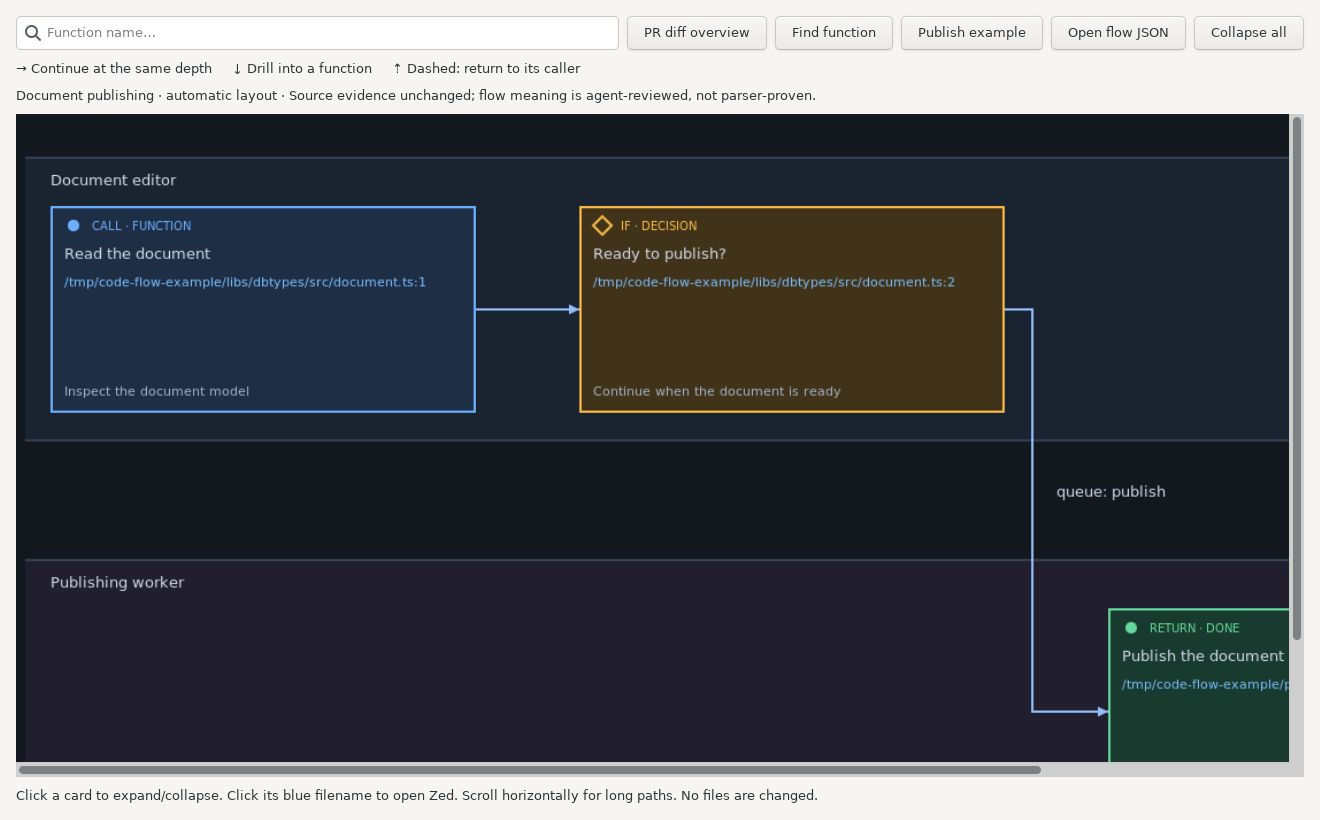 Function name...
PR diff overview
Find function
Publish example
Open flow JSON
Collapse all
→ Continue at the same depth ↓ Drill into a function ⇡ Dashed: return to its caller
Document publishing · automatic layout · Source evidence unchanged; flow meaning is agent-reviewed, not parser-proven.
Document editor
CALL · FUNCTION
Read the document
/tmp/code-flow-example/libs/dbtypes/src/document.ts:1
Inspect the document model
IF · DECISION
Ready to publish?
/tmp/code-flow-example/libs/dbtypes/src/document.ts:2
Continue when the document is ready
queue: publish
Publishing worker
RETURN · DONE
Publish the document
/tmp/code-flow-example/p
Click a card to expand/collapse. Click its blue filename to open Zed. Scroll horizontally for long paths. No files are changed.